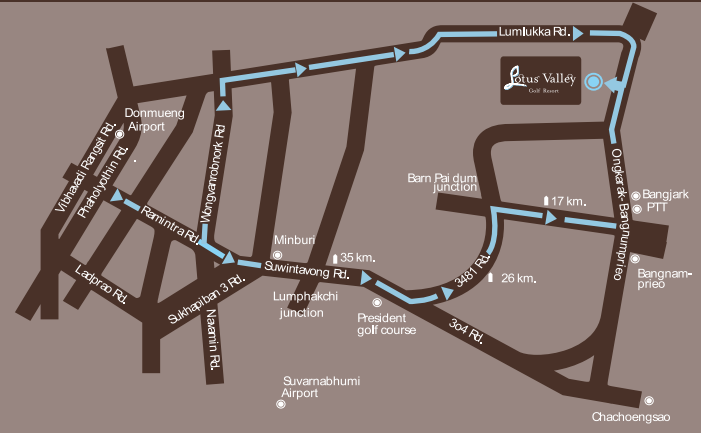 Lumlukka Rd.
Lotus Valley
Golf Resort
Donmueng
Airport
Vibhavadi Rangsit Rd.
Phaholyothin Rd.
Wongvanrobnork Rd
Ongkarak- Bangnumprieo
Barn Pai dum
junction
17 km.
Bangjark
PTT
Ramintra Rd.
Minburi
35 km.
Suwintavong Rd.
3481 Rd.
26 km.
Bangnam-
prieo
Ladprao Rd.
Sukhapiban 3 Rd.
Lumphakchi
junction
President
golf course
3o4 Rd.
Naamin Rd.
Suvarnabhumi
Airport
Chachoengsao